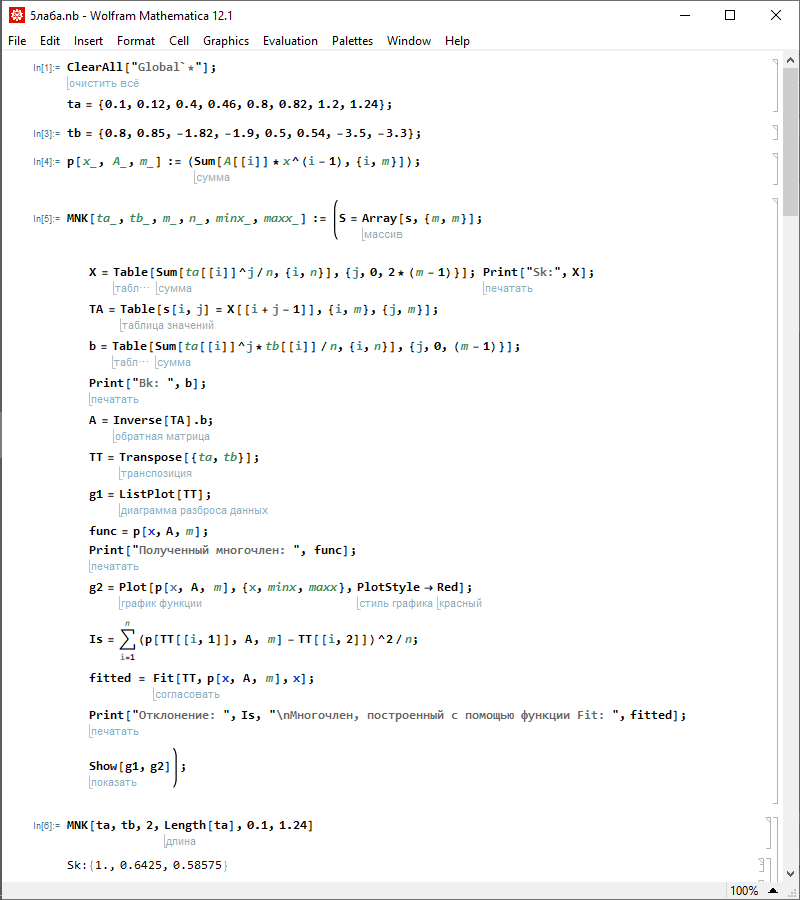 5лаба.nb - Wolfram Mathematica 12.1
File Edit Insert Format Cell Graphics Evaluation Palettes Window Help
In[1]:= ClearAll["Global`*"];
очистить всё
ta = {0.1, 0.12, 0.4, 0.46, 0.8, 0.82, 1.2, 1.24};
In[3]:= tb = {0.8, 0.85, -1.82, -1.9, 0.5, 0.54, -3.5, -3.3};
In[4]:= p[x_, A_, m_] := (Sum[A[[i]] * x^(i - 1), {i, m}]);
сумма
In[5]:= MNK[ta_, tb_, m_, n_, minx_, maxx_] := (S = Array[s, {m, m}];
массив
X = Table[Sum[ta[[i]]^j / n, {i, n}], {j, 0, 2 * (m - 1)}]; Print["Sk:", X];
табл⋯ сумма печатать
TA = Table[s[i, j] = X[[i + j - 1]], {i, m}, {j, m}];
таблица значений
b = Table[Sum[ta[[i]]^j * tb[[i]] / n, {i, n}], {j, 0, (m - 1)}];
табл⋯ сумма
Print["Bk: ", b];
печатать
A = Inverse[TA].b;
обратная матрица
TT = Transpose[{ta, tb}];
транспозиция
g1 = ListPlot[TT];
диаграмма разброса данных
func = p[x, A, m];
Print["Полученный многочлен: ", func];
печатать
g2 = Plot[p[x, A, m], {x, minx, maxx}, PlotStyle → Red];
график функции стиль графика красный
Is = ∑_{i=1}^{n} (p[TT[[i, 1]], A, m] - TT[[i, 2]])^2 / n;
fitted = Fit[TT, p[x, A, m], x];
согласовать
Print["Отклонение: ", Is, "\nМногочлен, построенный с помощью функции Fit: ", fitted];
печатать
Show[g1, g2]);
показать
In[6]:= MNK[ta, tb, 2, Length[ta], 0.1, 1.24]
длина
Sk:{1., 0.6425, 0.58575}
100%